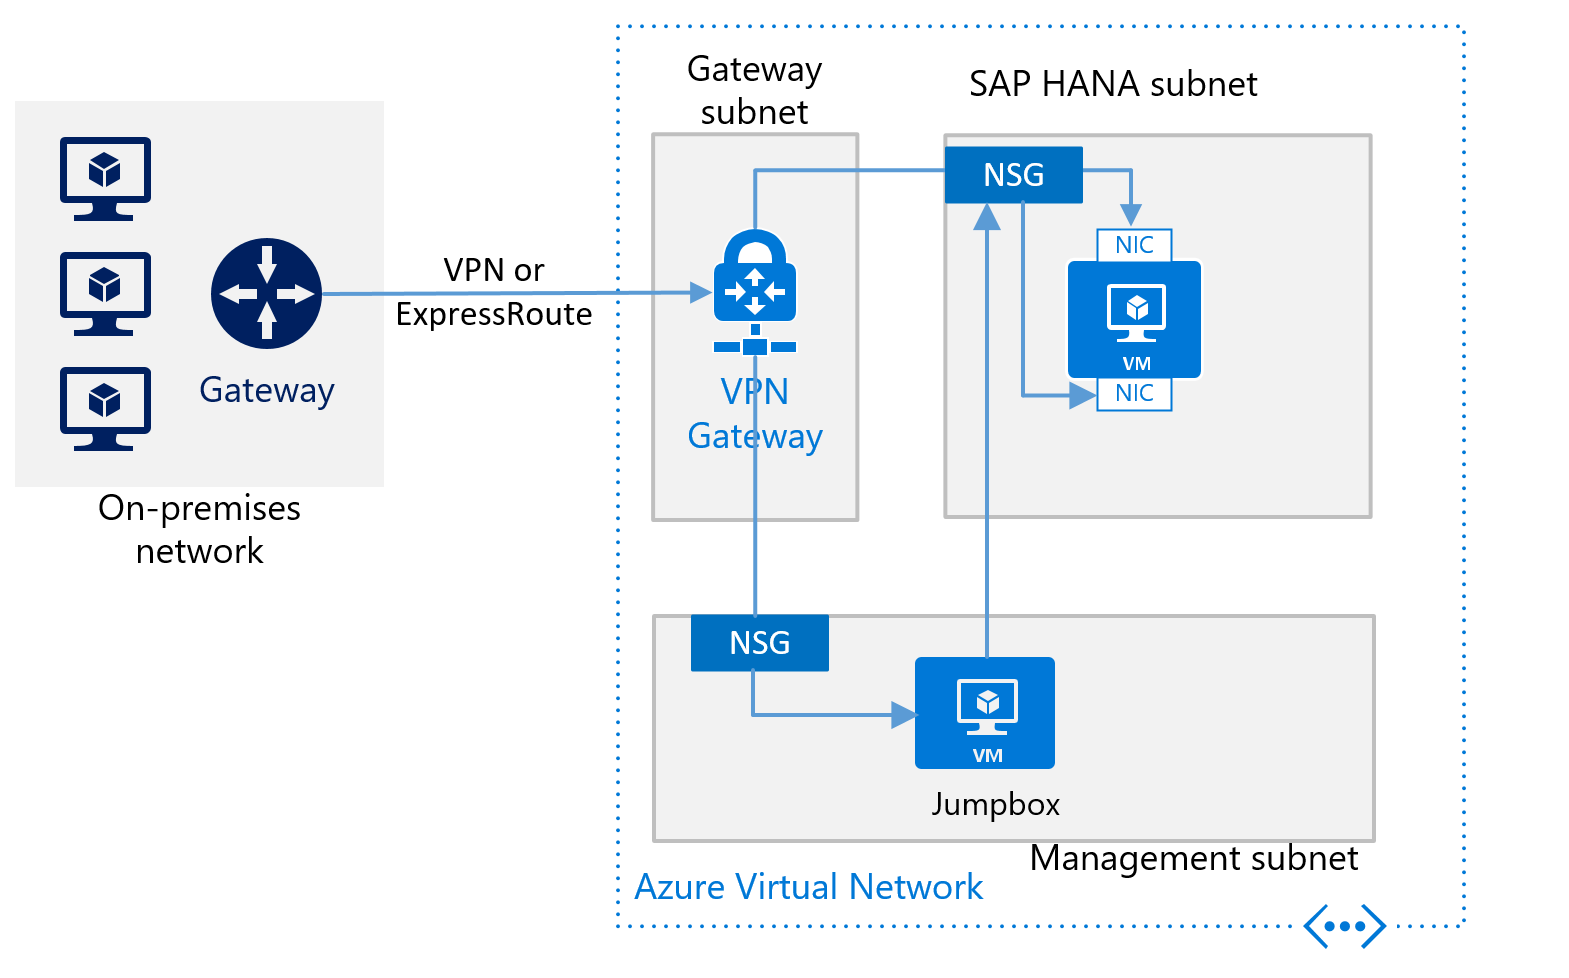 Gateway
On-premises
network
VPN or
ExpressRoute
Gateway
subnet
VPN
Gateway
SAP HANA subnet
NSG
NIC
VM
NIC
NSG
VM
Jumpbox
Management subnet
Azure Virtual Network